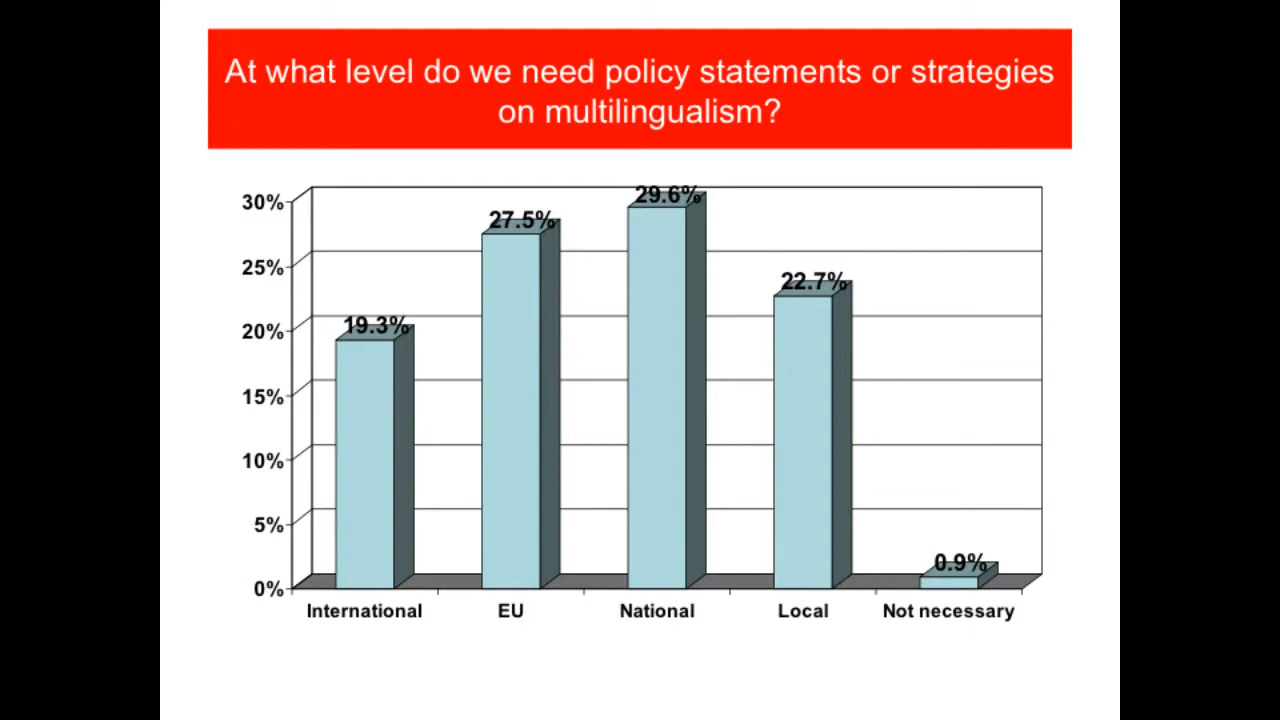 At what level do we need policy statements or strategies
on multilingualism?
30%
25%
20%
15%
10%
5%
0%
19.3%
27.5%
29.6%
22.7%
0.9%
International
EU
National
Local
Not necessary